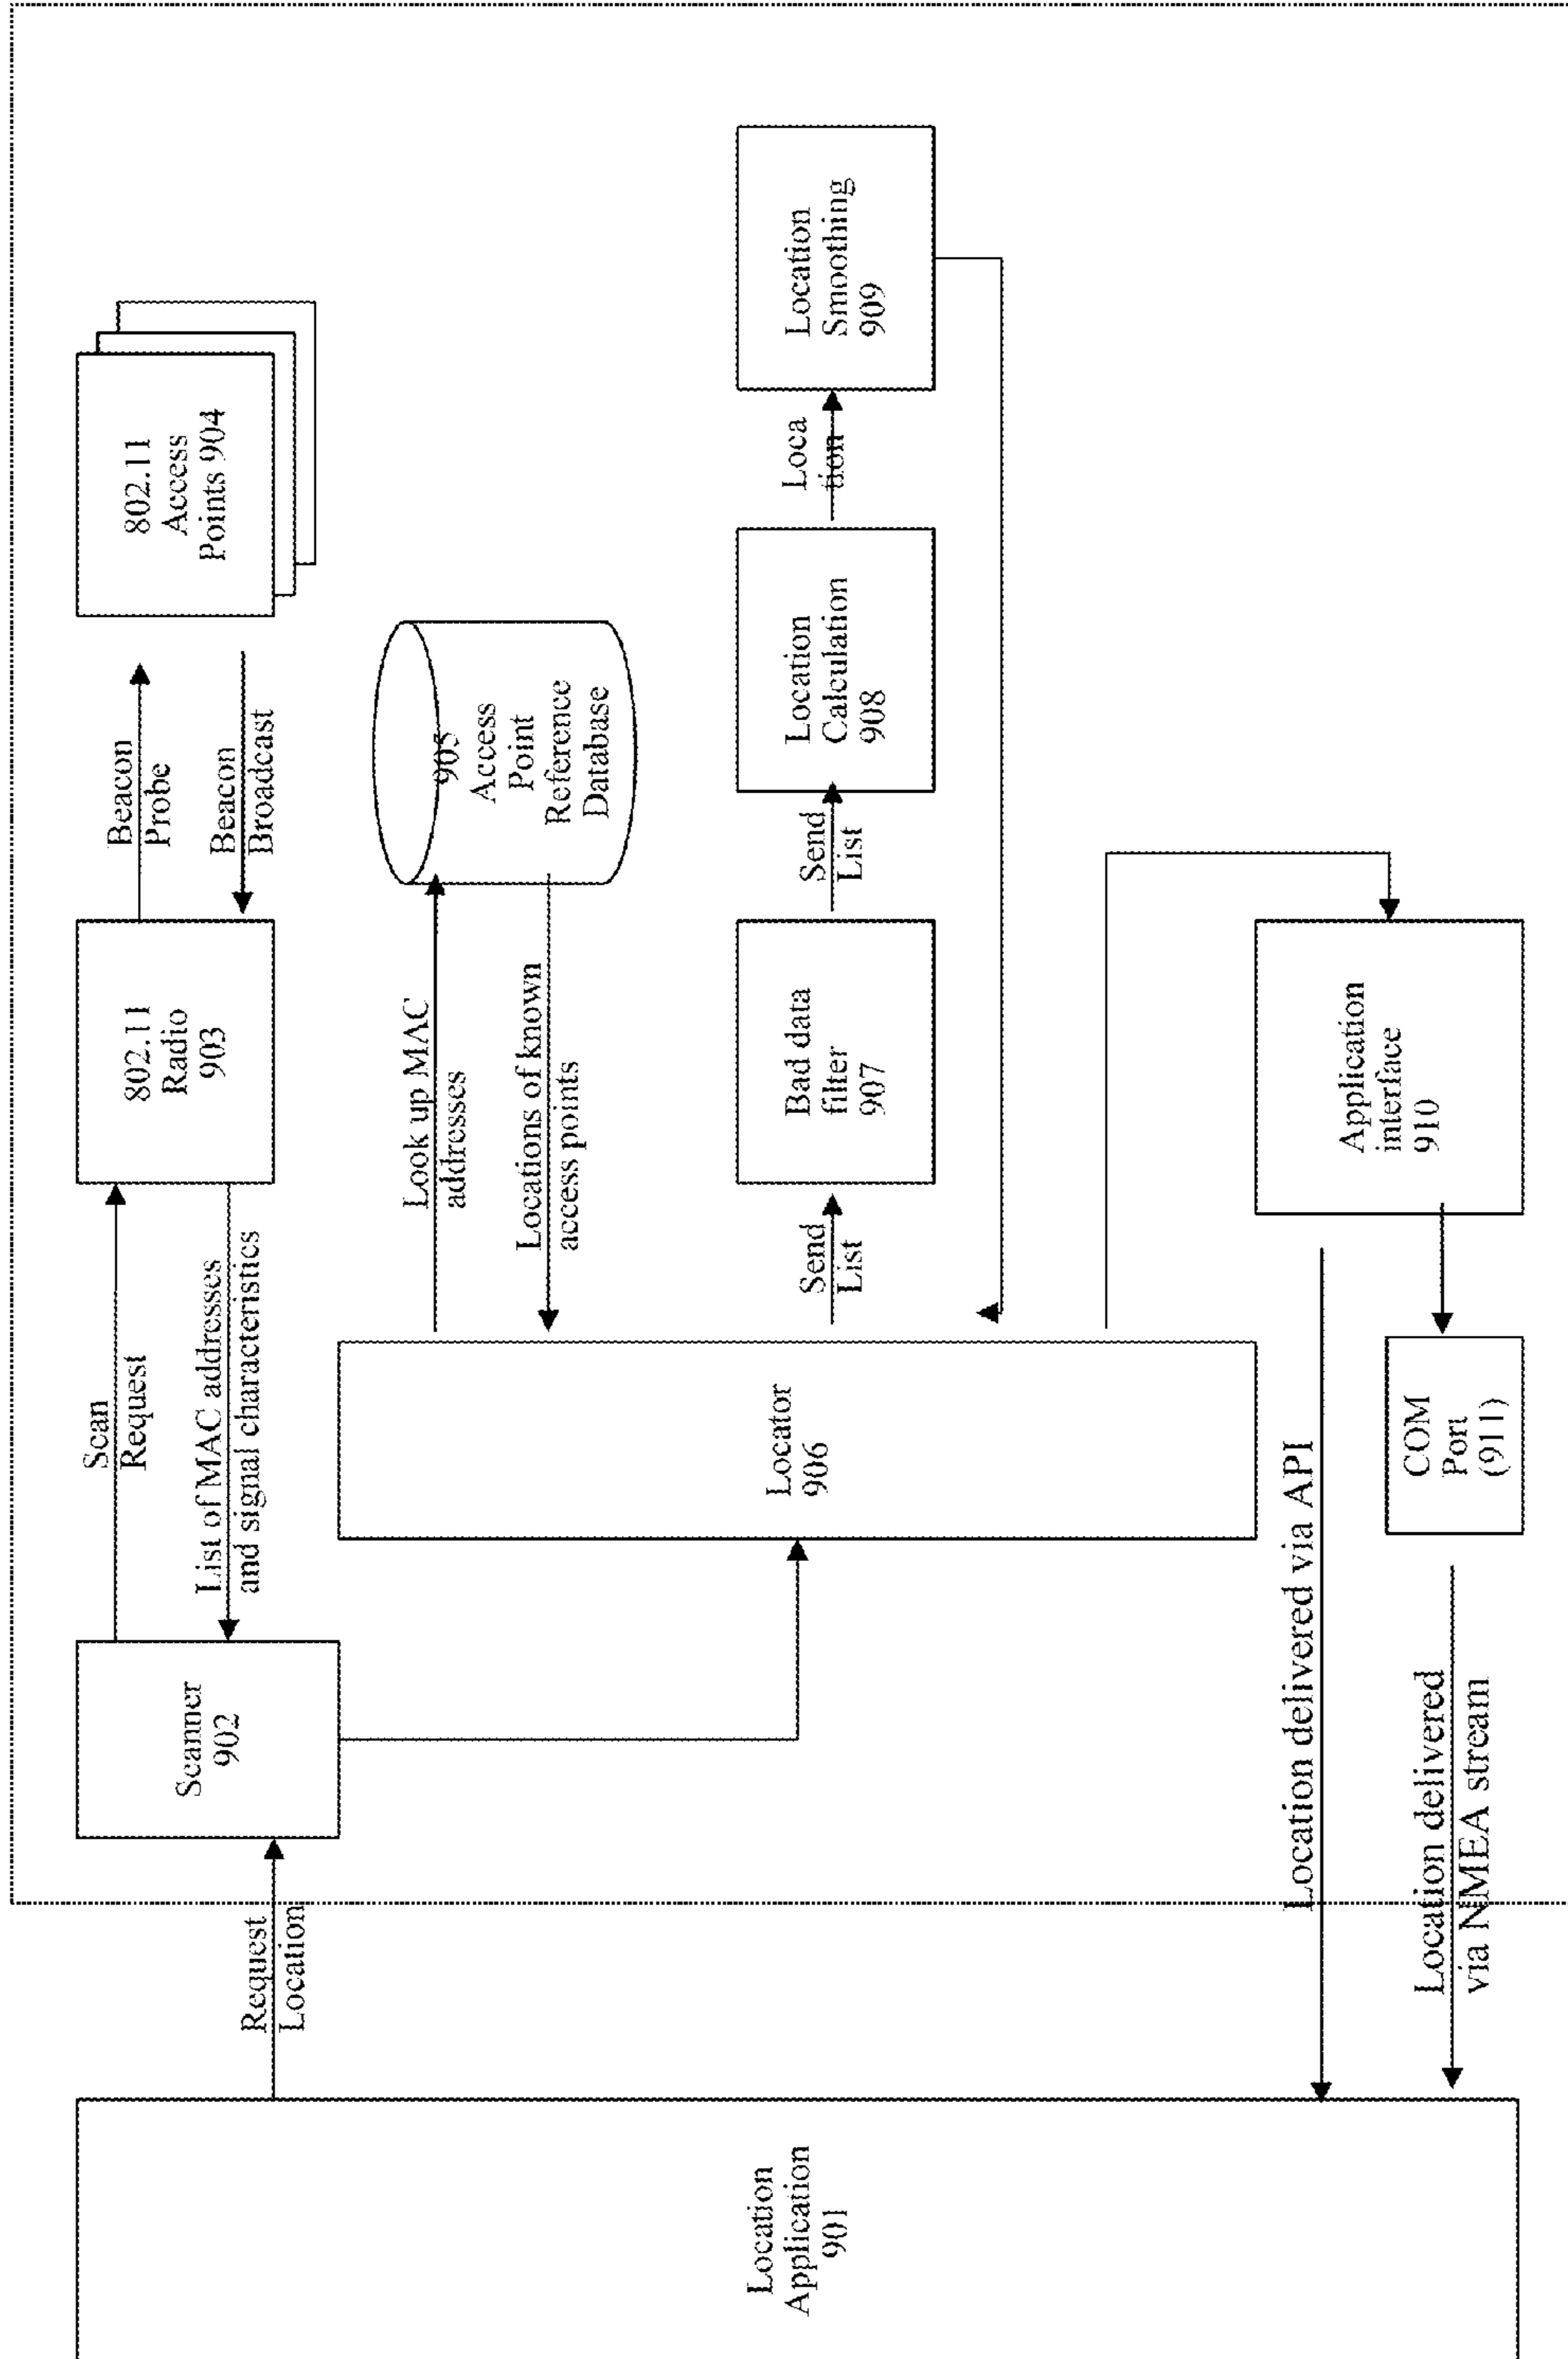 Location
Application
901
Request
Location
Scanner
902
Scan
Request
List of MAC addresses
and signal characteristics
802.11
Radio
903
Beacon
Probe
Beacon
Broadcast
802.11
Access
Points 904
Look up MAC
addresses
Locations of known
access points
905
Access
Point
Reference
Database
Locator
906
Send
List
Bad data
filter
907
Send
List
Location
Calculation
908
Loca
tion
Location
Smoothing
909
Application
interface
910
COM
Port
(911)
Location delivered via API
Location delivered
via NMEA stream